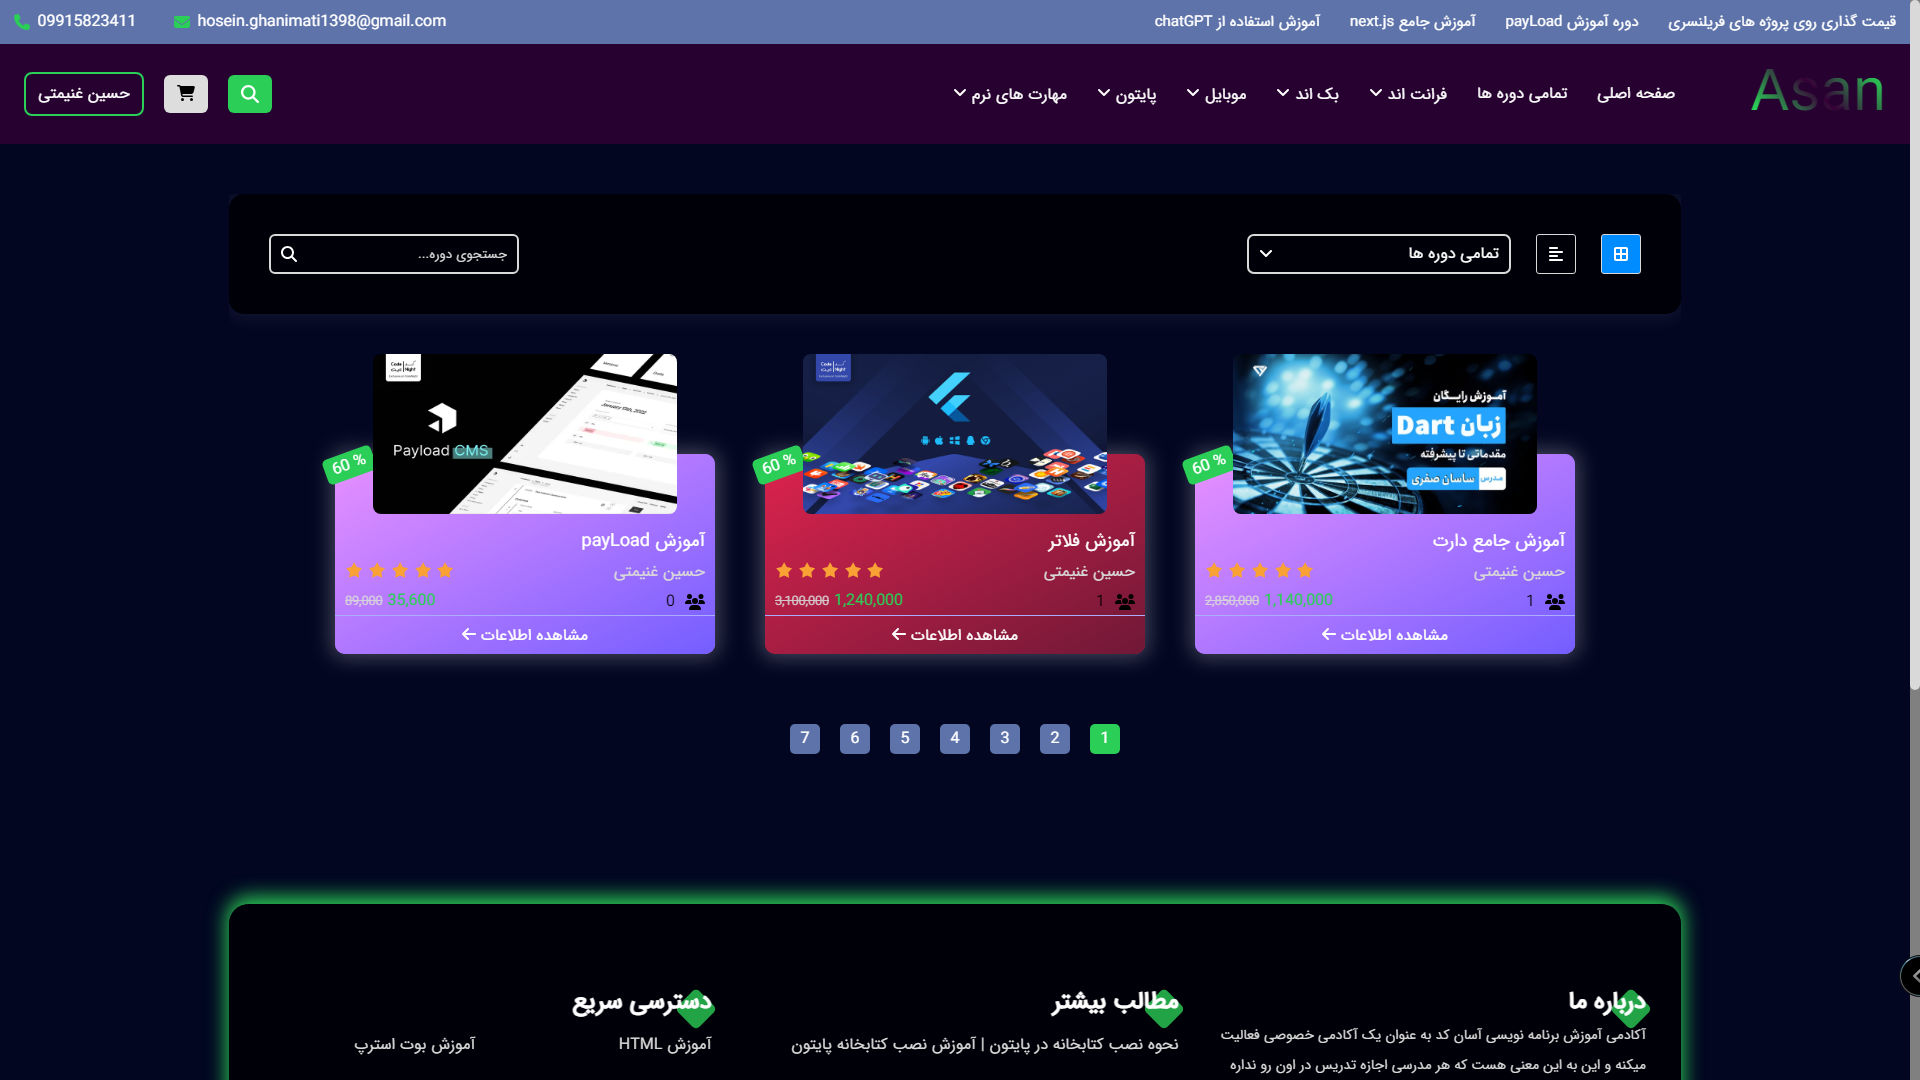 قیمت گذاری روی پروژه های فریلنسری
دوره آموزش payLoad
آموزش جامع next.js
آموزش استفاده از chatGPT
hosein.ghanimati1398@gmail.com
09915823411
Asan
صفحه اصلی
تمامی دوره ها
فرانت اند
بک اند
موبایل
پایتون
مهارت های نرم
حسین غنیمتی
تمامی دوره ها
جستجوی دوره...
آموزش رایگان
زبان Dart
مقدماتی تا پیشرفته
مدرس ساسان صفری
60 %
آموزش جامع دارت
حسین غنیمتی
1
2,850,000 1,140,000
مشاهده اطلاعات
Code Night
60 %
آموزش فلاتر
حسین غنیمتی
1
3,100,000 1,240,000
مشاهده اطلاعات
Code Night
Payload CMS
January 17th, 2022
60 %
آموزش payLoad
حسین غنیمتی
0
89,000 35,600
مشاهده اطلاعات
1
2
3
4
5
6
7
درباره ما
آکادمی آموزش برنامه نویسی آسان کد به عنوان یک آکادمی خصوصی فعالیت
میکنه و این به این معنی هست که هر مدرسی اجازه تدریس در اون رو نداره
مطالب بیشتر
نحوه نصب کتابخانه در پایتون | آموزش نصب کتابخانه پایتون
دسترسی سریع
آموزش HTML
آموزش بوت استرپ